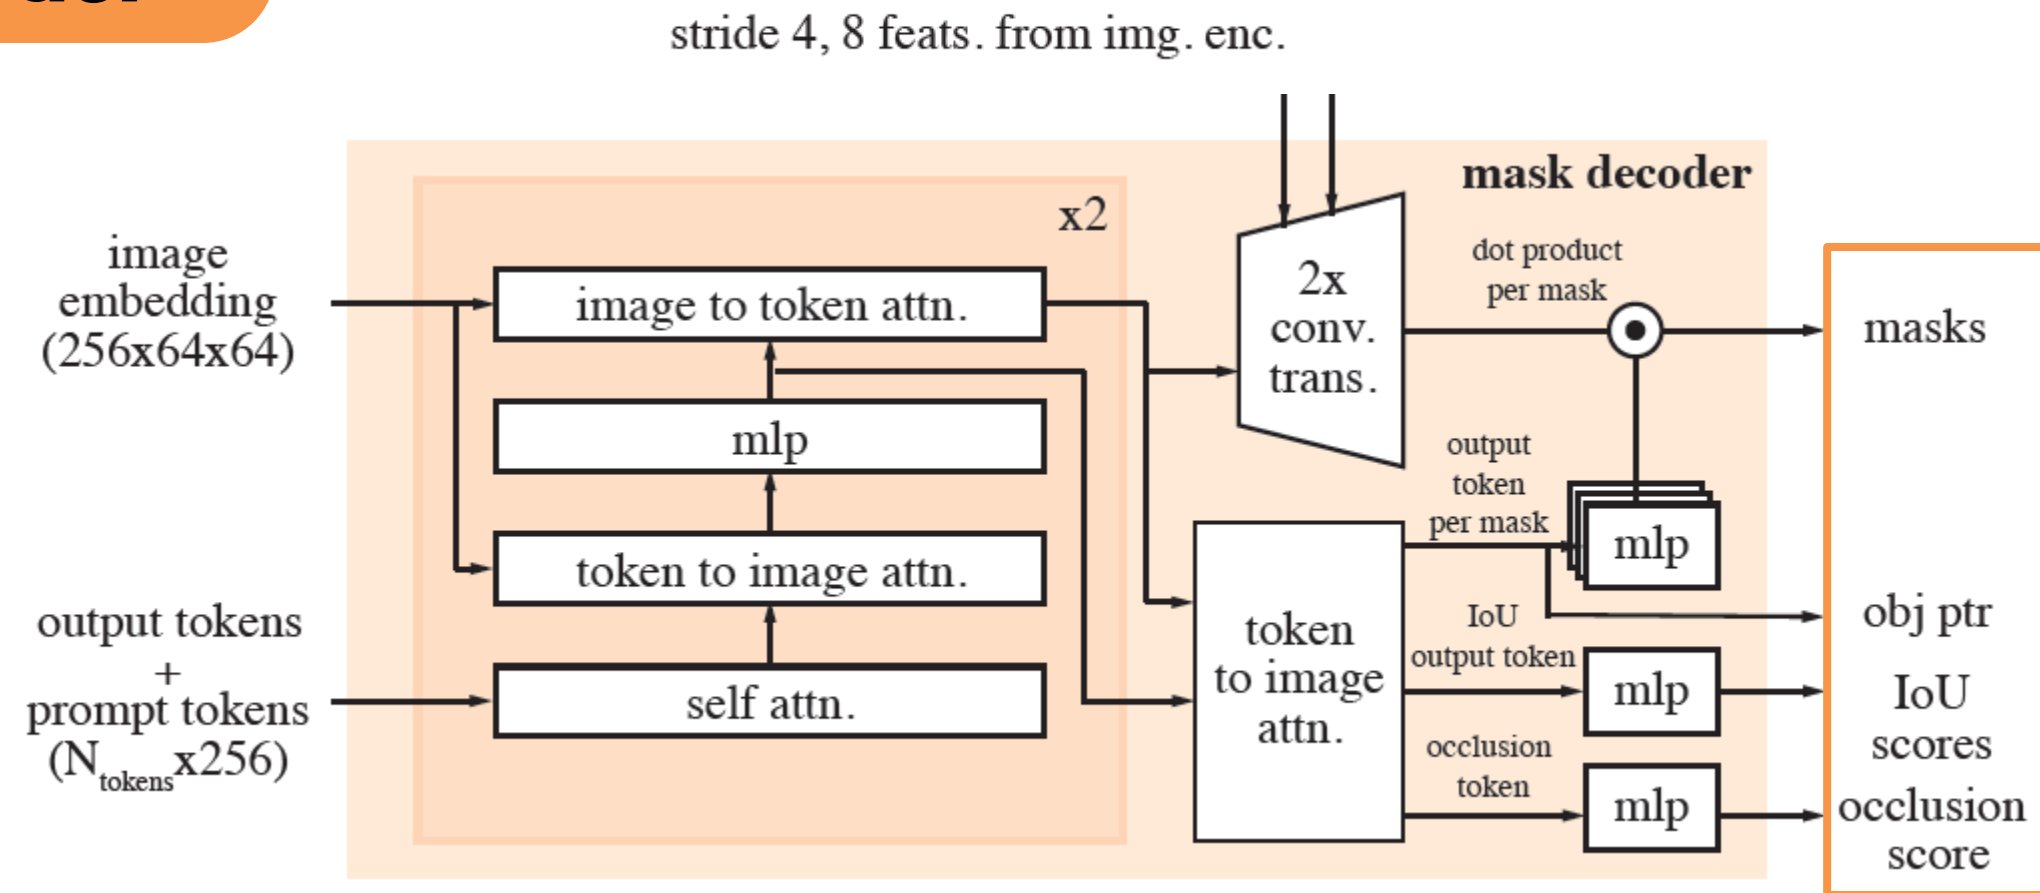 stride 4, 8 feats. from img. enc.
mask decoder
x2
image
embedding
(256x64x64)
image to token attn.
mlp
token to image attn.
self attn.
output tokens
+
prompt tokens
(Ntokensx256)
2x
conv.
trans.
dot product
per mask
output
token
per mask
mlp
token
to image
attn.
IoU
output token
mlp
occlusion
token
mlp
masks
obj ptr
IoU
scores
occlusion
score